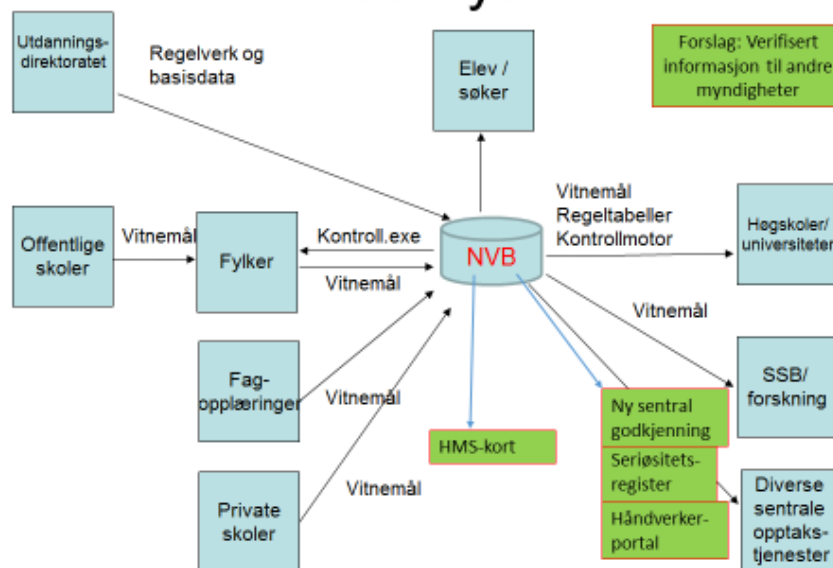 Utdannings-
direktoratet
Regelverk og
basisdata
Elev /
søker
Forslag: Verifisert
informasjon til andre
myndigheter
Offentlige
skoler
Vitnemål
Fylker
Kontroll.exe
Vitnemål
NVB
Vitnemål
Regeltabeller
Kontrollmotor
Høgskoler/
universiteter
Vitnemål
SSB/
forskning
Fag-
opplæringer
Vitnemål
HMS-kort
Ny sentral
godkjenning
Seriøsitets-
register
Håndverker-
portal
Private
skoler
Vitnemål
Diverse
sentrale
opptaks-
tjenester